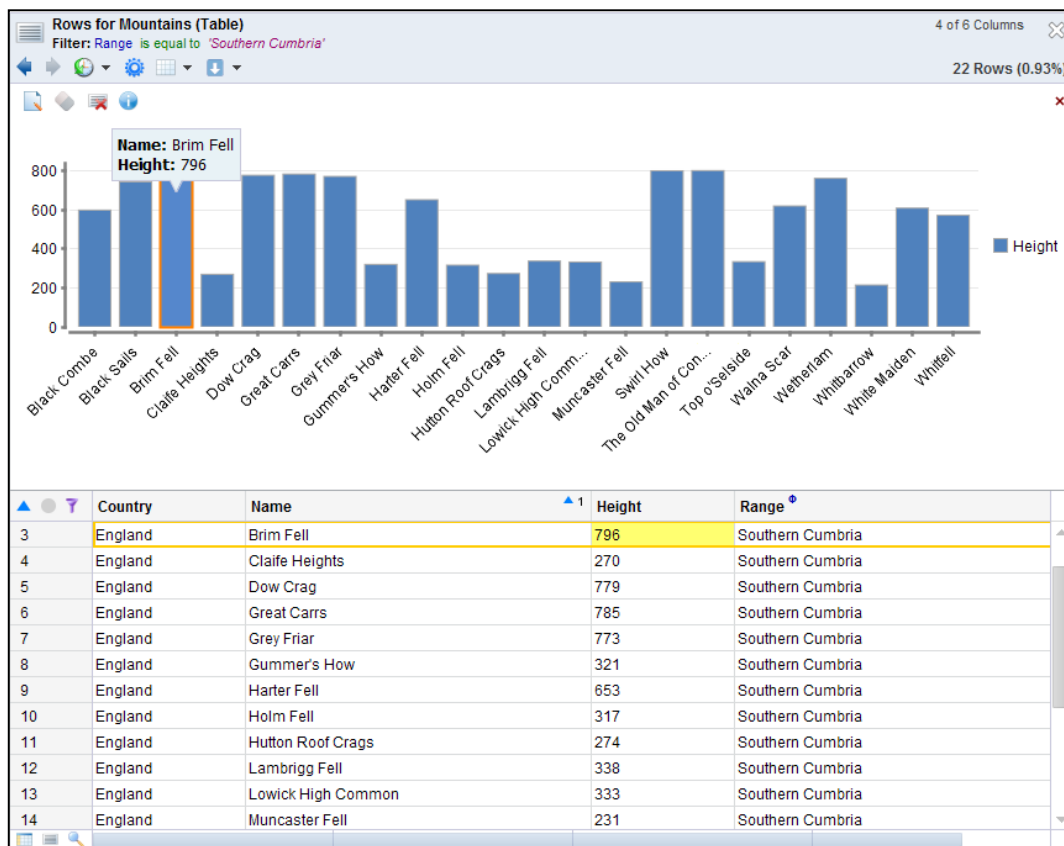 Rows for Mountains (Table)
4 of 6 Columns
Filter: Range is equal to 'Southern Cumbria'
22 Rows (0.93%)
Name: Brim Fell
Height: 796
800
600
400
200
0
Height
Black Combe
Black Sails
Brim Fell
Claife Heights
Dow Crag
Great Carrs
Grey Friar
Gummer's How
Harter Fell
Holm Fell
Hutton Roof Crags
Lambrigg Fell
Lowick High Comm...
Muncaster Fell
Swirl How
The Old Man of Con...
Top o'Selside
Walna Scar
Wetherlam
Whitbarrow
White Maiden
Whitfell
Country Name 1 Height Range Φ
3 England Brim Fell 796 Southern Cumbria
4 England Claife Heights 270 Southern Cumbria
5 England Dow Crag 779 Southern Cumbria
6 England Great Carrs 785 Southern Cumbria
7 England Grey Friar 773 Southern Cumbria
8 England Gummer's How 321 Southern Cumbria
9 England Harter Fell 653 Southern Cumbria
10 England Holm Fell 317 Southern Cumbria
11 England Hutton Roof Crags 274 Southern Cumbria
12 England Lambrigg Fell 338 Southern Cumbria
13 England Lowick High Common 333 Southern Cumbria
14 England Muncaster Fell 231 Southern Cumbria